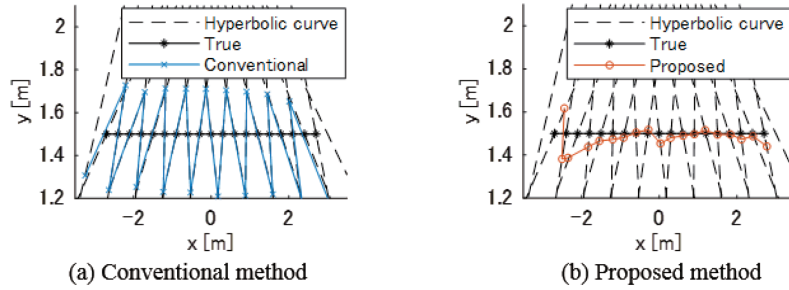 Hyperbolic curve
True
Conventional
2
1.8
1.6
1.4
1.2
y [m]
-2 0 2
x [m]
(a) Conventional method
Hyperbolic curve
True
Proposed
2
1.8
1.6
1.4
1.2
y [m]
-2 0 2
x [m]
(b) Proposed method